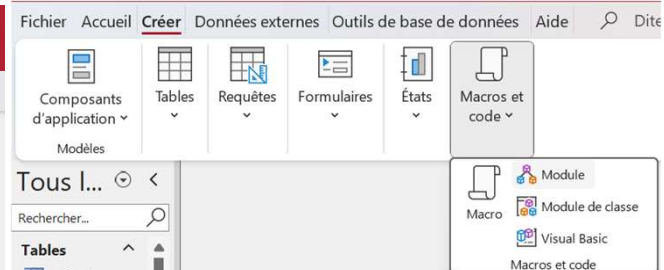 Fichier Accueil Créer Données externes Outils de base de données Aide Dite
Composants d'application
Tables
Requêtes
Formulaires
États
Macros et code
Modèles
Tous l...
Rechercher...
Tables
Macro
Module
Module de classe
Visual Basic
Macros et code